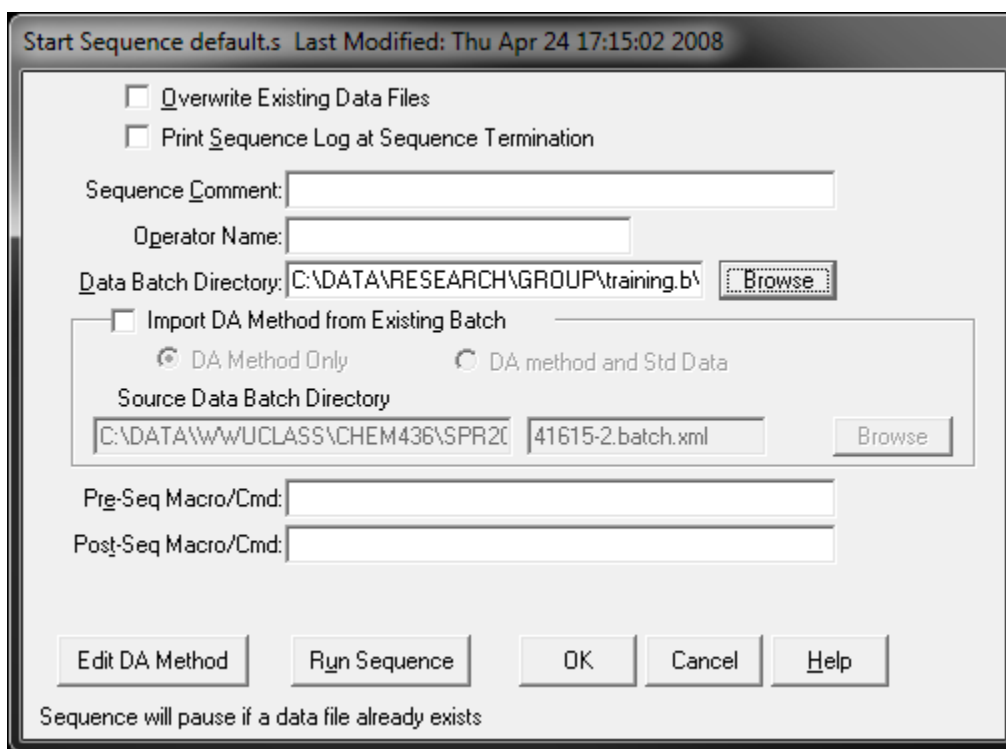 Start Sequence default.s Last Modified: Thu Apr 24 17:15:02 2008
Overwrite Existing Data Files
Print Sequence Log at Sequence Termination
Sequence Comment:
Operator Name:
Data Batch Directory: C:\DATA\RESEARCH\GROUP\training.b\ Browse
Import DA Method from Existing Batch
DA Method Only DA method and Std Data
Source Data Batch Directory
C:\DATA\WWUCLASS\CHEM436\SPR20 41615-2.batch.xml Browse
Pre-Seq Macro/Cmd:
Post-Seq Macro/Cmd:
Edit DA Method Run Sequence OK Cancel Help
Sequence will pause if a data file already exists